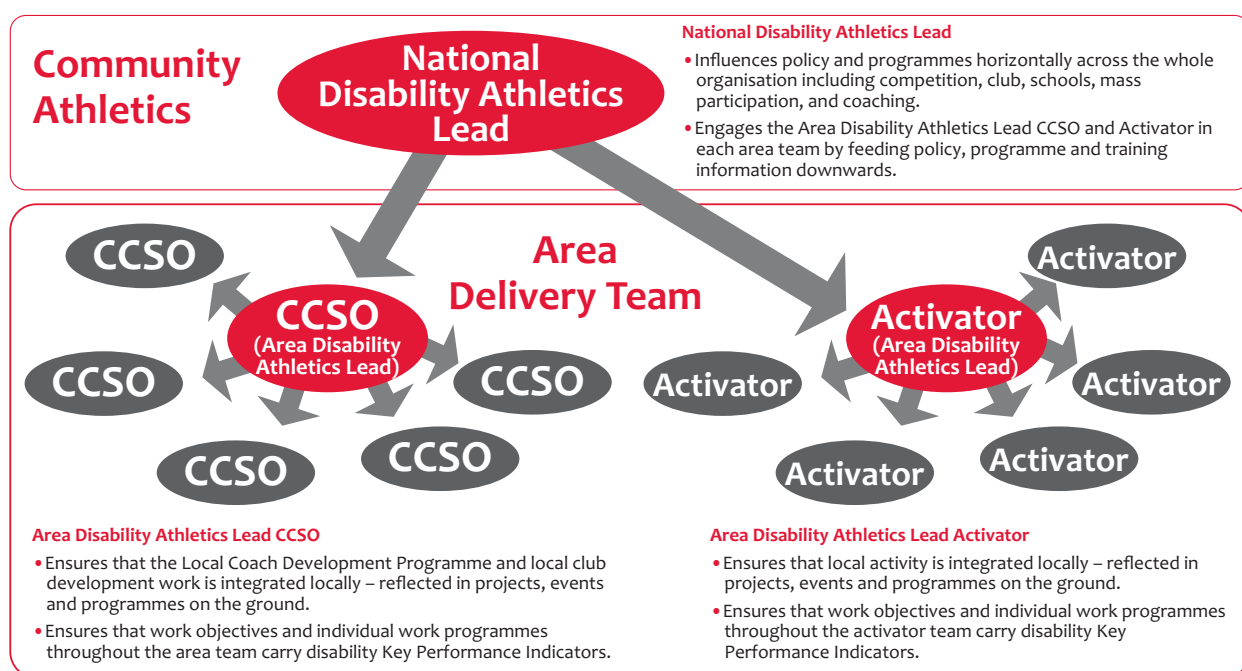 Community
Athletics
National
Disability Athletics
Lead
National Disability Athletics Lead
• Influences policy and programmes horizontally across the whole
organisation including competition, club, schools, mass
participation, and coaching.
• Engages the Area Disability Athletics Lead CCSO and Activator in
each area team by feeding policy, programme and training
information downwards.
Area
Delivery Team
CCSO
CCSO
(Area Disability
Athletics Lead)
CCSO
CCSO
CCSO
CCSO
Activator
Activator
(Area Disability
Athletics Lead)
Activator
Activator
Activator
Activator
Area Disability Athletics Lead CCSO
• Ensures that the Local Coach Development Programme and local club
development work is integrated locally – reflected in projects, events
and programmes on the ground.
• Ensures that work objectives and individual work programmes
throughout the area team carry disability Key Performance Indicators.
Area Disability Athletics Lead Activator
• Ensures that local activity is integrated locally – reflected in
projects, events and programmes on the ground.
• Ensures that work objectives and individual work programmes
throughout the activator team carry disability Key
Performance Indicators.